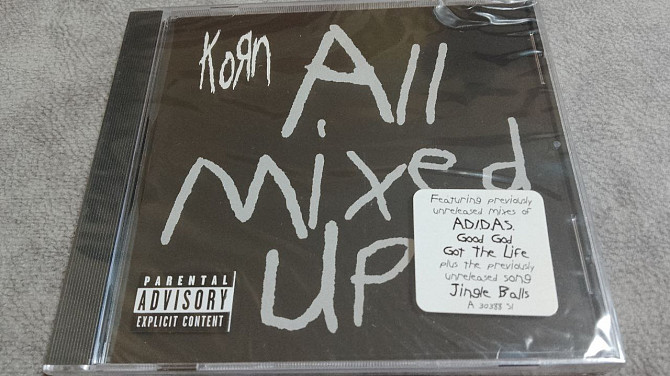 KoЯn
All
mixed
UP
Featuring previously
unreleased mixes of
A.D.I.D.A.S.
Good God
Got The Life
plus the previously
unreleased song
Jingle Balls
PARENTAL
ADVISORY
EXPLICIT CONTENT